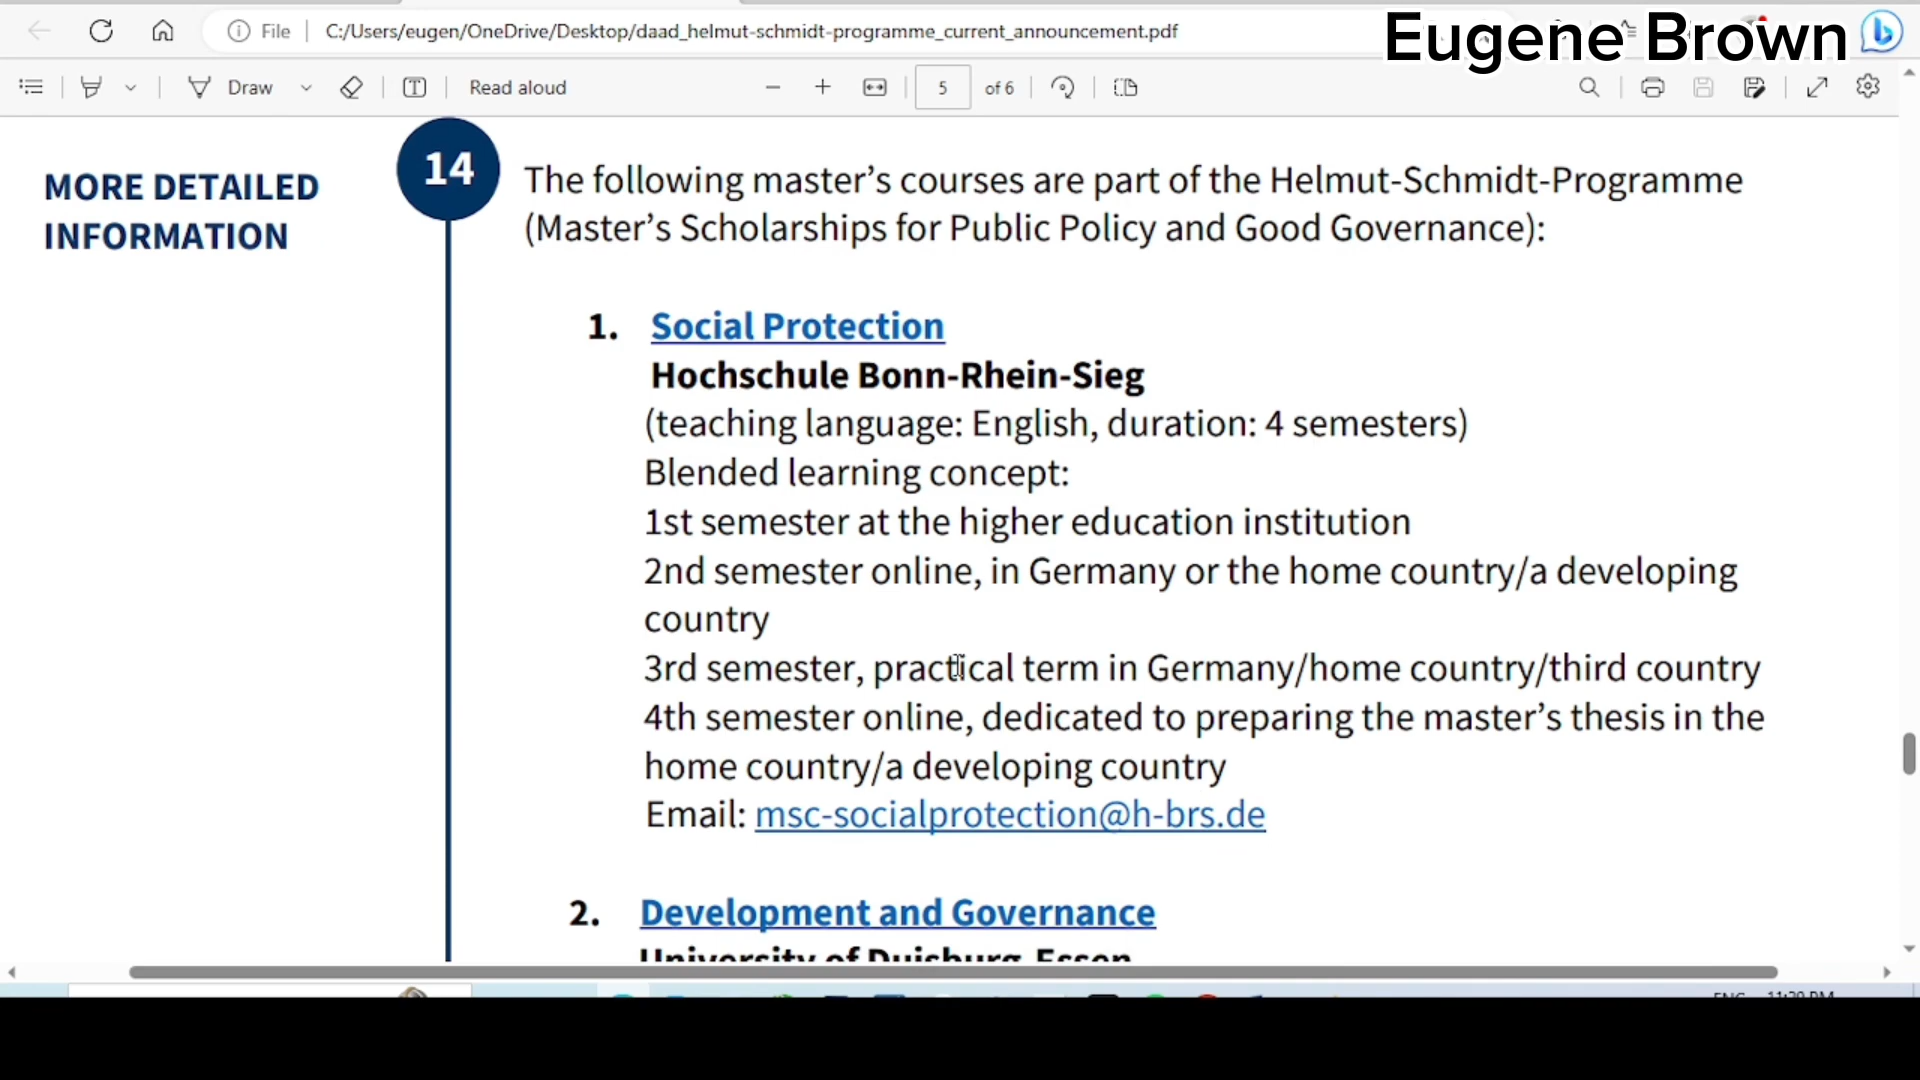 File
C:/Users/eugen/OneDrive/Desktop/daad_helmut-schmidt-programme_current_announcement.pdf
Eugene Brown
Draw
Read aloud
5 of 6
MORE DETAILED
INFORMATION
14
The following master’s courses are part of the Helmut-Schmidt-Programme
(Master’s Scholarships for Public Policy and Good Governance):
1. Social Protection
Hochschule Bonn-Rhein-Sieg
(teaching language: English, duration: 4 semesters)
Blended learning concept:
1st semester at the higher education institution
2nd semester online, in Germany or the home country/a developing
country
3rd semester, practical term in Germany/home country/third country
4th semester online, dedicated to preparing the master’s thesis in the
home country/a developing country
Email: msc-socialprotection@h-brs.de
2. Development and Governance
University of Duisburg-Essen